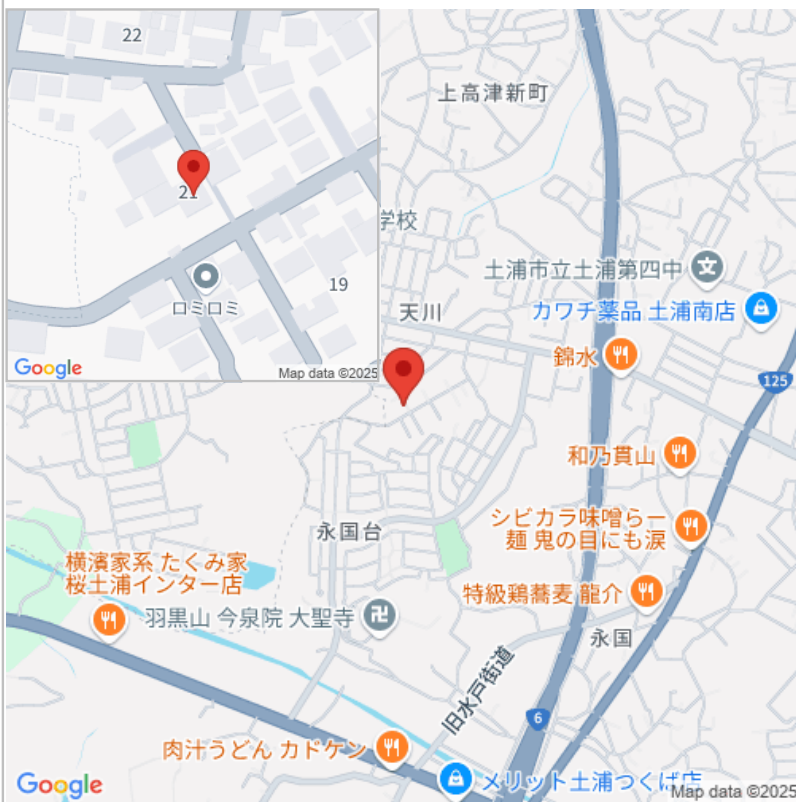 22
21
19
ロミロミ
Google
Map data ©2025
上高津新町
学校
土浦市立土浦第四中
文
カワチ薬品 土浦南店
天川
錦水
125
和乃貫山
シビカラ味噌らー
麺 鬼の目にも涙
永国台
横濱家系 たくみ家
桜土浦インター店
特級鶏蕎麦 龍介
羽黒山 今泉院 大聖寺
卍
永国
旧水戸街道
6
肉汁うどん カドケン
メリット土浦つくば店
Google
Map data ©2025